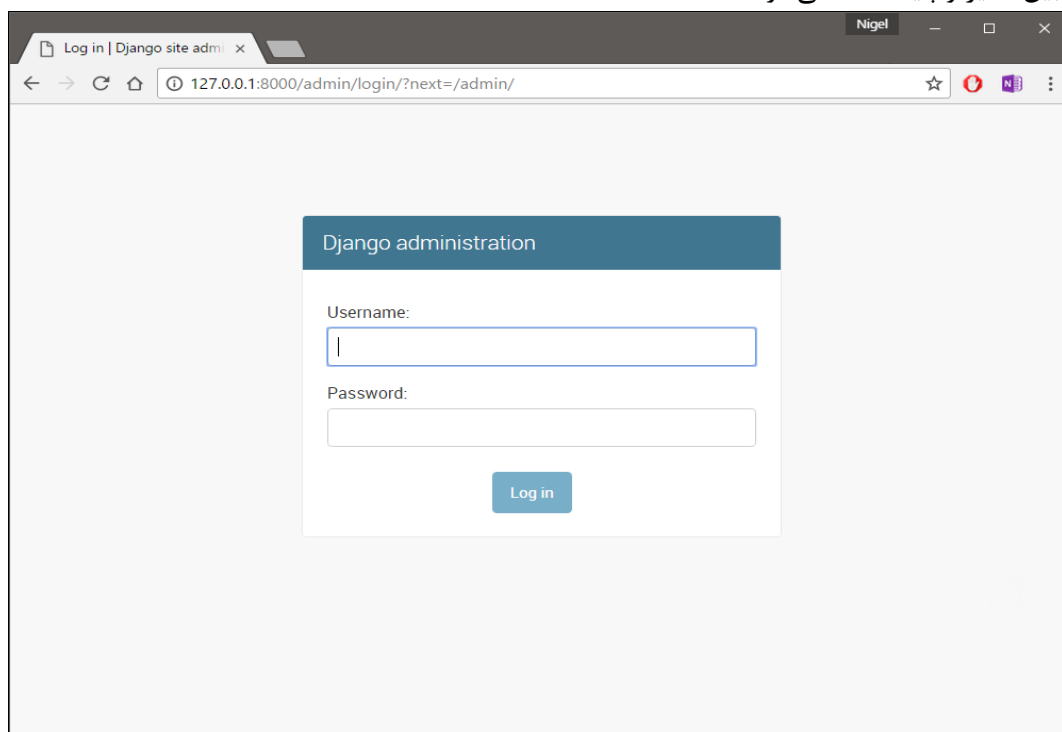 Nigel
Log in | Django site admi
127.0.0.1:8000/admin/login/?next=/admin/
Django administration
Username:
Password:
Log in